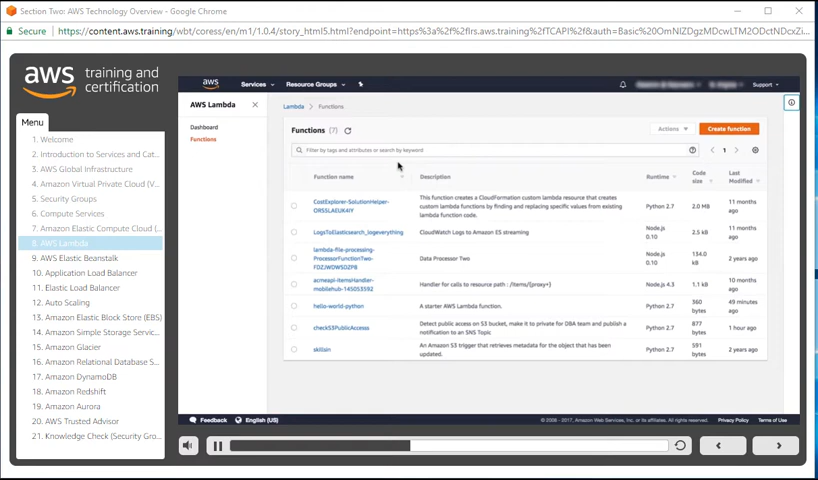 Section Two: AWS Technology Overview - Google Chrome
Secure
https://content.aws.training/wbt/coress/en/m1/1.0.4/story_html5.html?endpoint=https%3a%2f%2flrs.aws.training%2fTCAPI%2f&auth=Basic%20OmNlZDgzMDcwLTM2ODctNDcxZi...
aws training and certification
Menu
1. Welcome
2. Introduction to Services and Cat...
3. AWS Global Infrastructure
4. Amazon Virtual Private Cloud (V...
5. Security Groups
6. Compute Services
7. Amazon Elastic Compute Cloud (...
8. AWS Lambda
9. AWS Elastic Beanstalk
10. Application Load Balancer
11. Elastic Load Balancer
12. Auto Scaling
13. Amazon Elastic Block Store (EBS)
14. Amazon Simple Storage Servic...
15. Amazon Glacier
16. Amazon Relational Database S...
17. Amazon DynamoDB
18. Amazon Redshift
19. Amazon Aurora
20. AWS Trusted Advisor
21. Knowledge Check (Security Gro...
aws Services Resource Groups Support
AWS Lambda
Dashboard
Functions
Lambda > Functions
Functions (7) Actions Create function
Filter by tags and attributes or search by keyword 1
Function name Description Runtime Code size Last Modified
CostExplorer-SolutionHelper-
This function creates a CloudFormation custom lambda resource that creates
custom lambda functions by finding and replacing specific values from existing
lambda function code.
Python 2.7 2.0 MB 11 months ago
LogsToElasticsearch_logeverything CloudWatch Logs to Amazon ES streaming Node.js 0.10 2.5 kB 11 months ago
lambda-file-processing-
ProcessorFunctionTwo-
Data Processor Two Node.js 0.10 134.0 kB 2 years ago
acmeapi-itemsHandler-
mobilehub-145053592
Handler for calls to resource path : /items/{proxy+} Node.js 4.3 1.1 kB 10 months ago
hello-world-python A starter AWS Lambda function. Python 2.7 360 bytes 49 minutes ago
checkS3PublicAccesss
Detect public access on S3 bucket, make it to private for DBA team and publish a
notification to an SNS Topic
Python 2.7 877 bytes 1 hour ago
skillsin
An Amazon S3 trigger that retrieves metadata for the object that has been
updated.
Python 2.7 591 bytes 2 years ago
Feedback English (US) © 2008 - 2017, Amazon Web Services, Inc. or its affiliates. All rights reserved. Privacy Policy Terms of Use